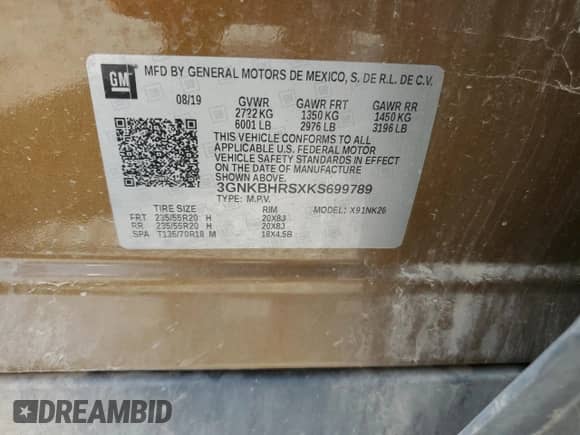 GM
MFD BY GENERAL MOTORS DE MEXICO, S. DE R.L. DE C.V.
08/19 GVWR GAWR FRT GAWR RR
2722 KG 1350 KG 1450 KG
6001 LB 2976 LB 3196 LB
THIS VEHICLE CONFORMS TO ALL
APPLICABLE U.S. FEDERAL MOTOR
VEHICLE SAFETY STANDARDS IN EFFECT
ON THE DATE OF MANUFACTURE
SHOWN ABOVE.
3GNKBHRSXKS699789
TYPE: M.P.V. MODEL: X91NK26
TIRE SIZE RIM
FRT 235/55R20 H 20X8J
RR 235/55R20 H 20X8J
SPA T135/70R18 M 18X4.5B
DREAMBID